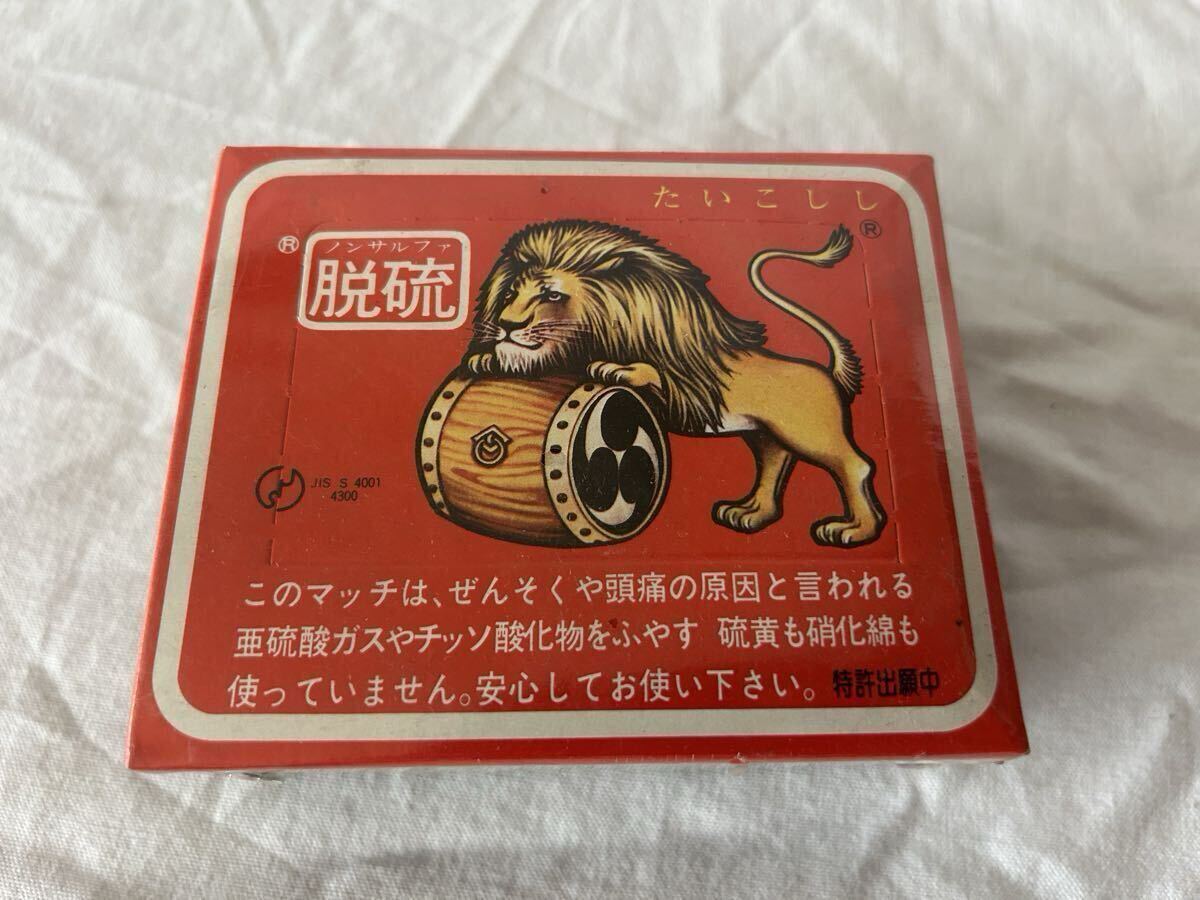 たいこしし
®
®
ノンサルファ
脱硫
JIS S 4001
4300
このマッチは、ぜんそくや頭痛の原因と言われる
亜硫酸ガスやチッソ酸化物をふやす 硫黄も硝化綿も
使っていません。安心してお使い下さい。 特許出願中